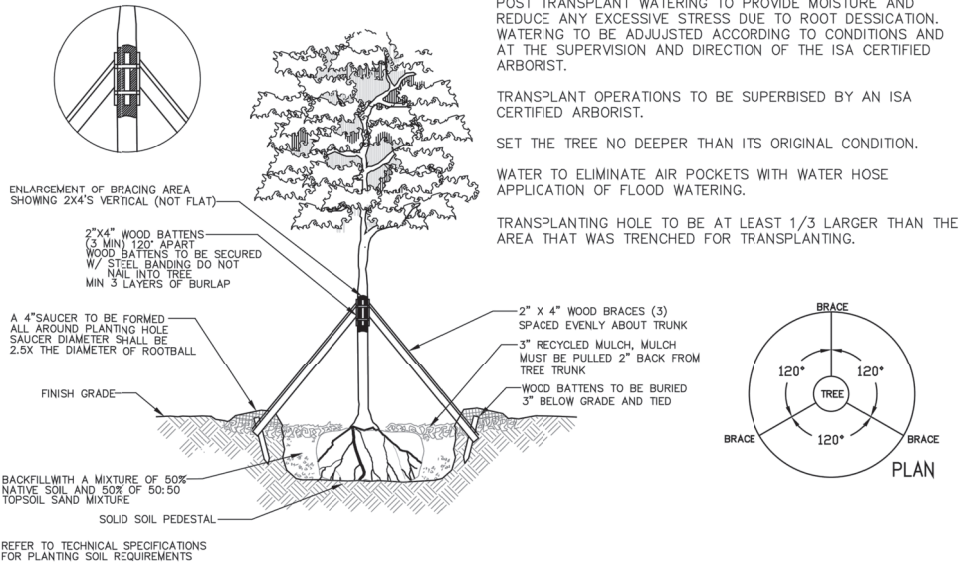 POST TRANSPLANT WATERING TO PROVIDE MOISTURE AND
REDUCE ANY EXCESSIVE STRESS DUE TO ROOT DESSICATION.
WATERING TO BE ADJUJSTED ACCORDING TO CONDITIONS AND
AT THE SUPERVISION AND DIRECTION OF THE ISA CERTIFIED
ARBORIST.
TRANSPLANT OPERATIONS TO BE SUPERBISED BY AN ISA
CERTIFIED ARBORIST.
SET THE TREE NO DEEPER THAN ITS ORIGINAL CONDITION.
WATER TO ELIMINATE AIR POCKETS WITH WATER HOSE
APPLICATION OF FLOOD WATERING.
TRANSPLANTING HOLE TO BE AT LEAST 1/3 LARGER THAN THE
AREA THAT WAS TRENCHED FOR TRANSPLANTING.
ENLARGEMENT OF BRACING AREA
SHOWING 2X4'S VERTICAL (NOT FLAT)
2"X4" WOOD BATTENS
(3 MIN) 120° APART
WOOD BATTENS TO BE SECURED
W/ STEEL BANDING DO NOT
NAIL INTO TREE
MIN 3 LAYERS OF BURLAP
A 4"SAUCER TO BE FORMED
ALL AROUND PLANTING HOLE
SAUCER DIAMETER SHALL BE
2.5X THE DIAMETER OF ROOTBALL
FINISH GRADE
BACKFILLWITH A MIXTURE OF 50%
NATIVE SOIL AND 50% OF 50:50
TOPSOIL SAND MIXTURE
SOLID SOIL PEDESTAL
REFER TO TECHNICAL SPECIFICATIONS
FOR PLANTING SOIL REQUIREMENTS
2" X 4" WOOD BRACES (3)
SPACED EVENLY ABOUT TRUNK
3" RECYCLED MULCH, MULCH
MUST BE PULLED 2" BACK FROM
TREE TRUNK
WOOD BATTENS TO BE BURIED
3" BELOW GRADE AND TIED
BRACE
120°
120°
TREE
120°
BRACE
BRACE
PLAN